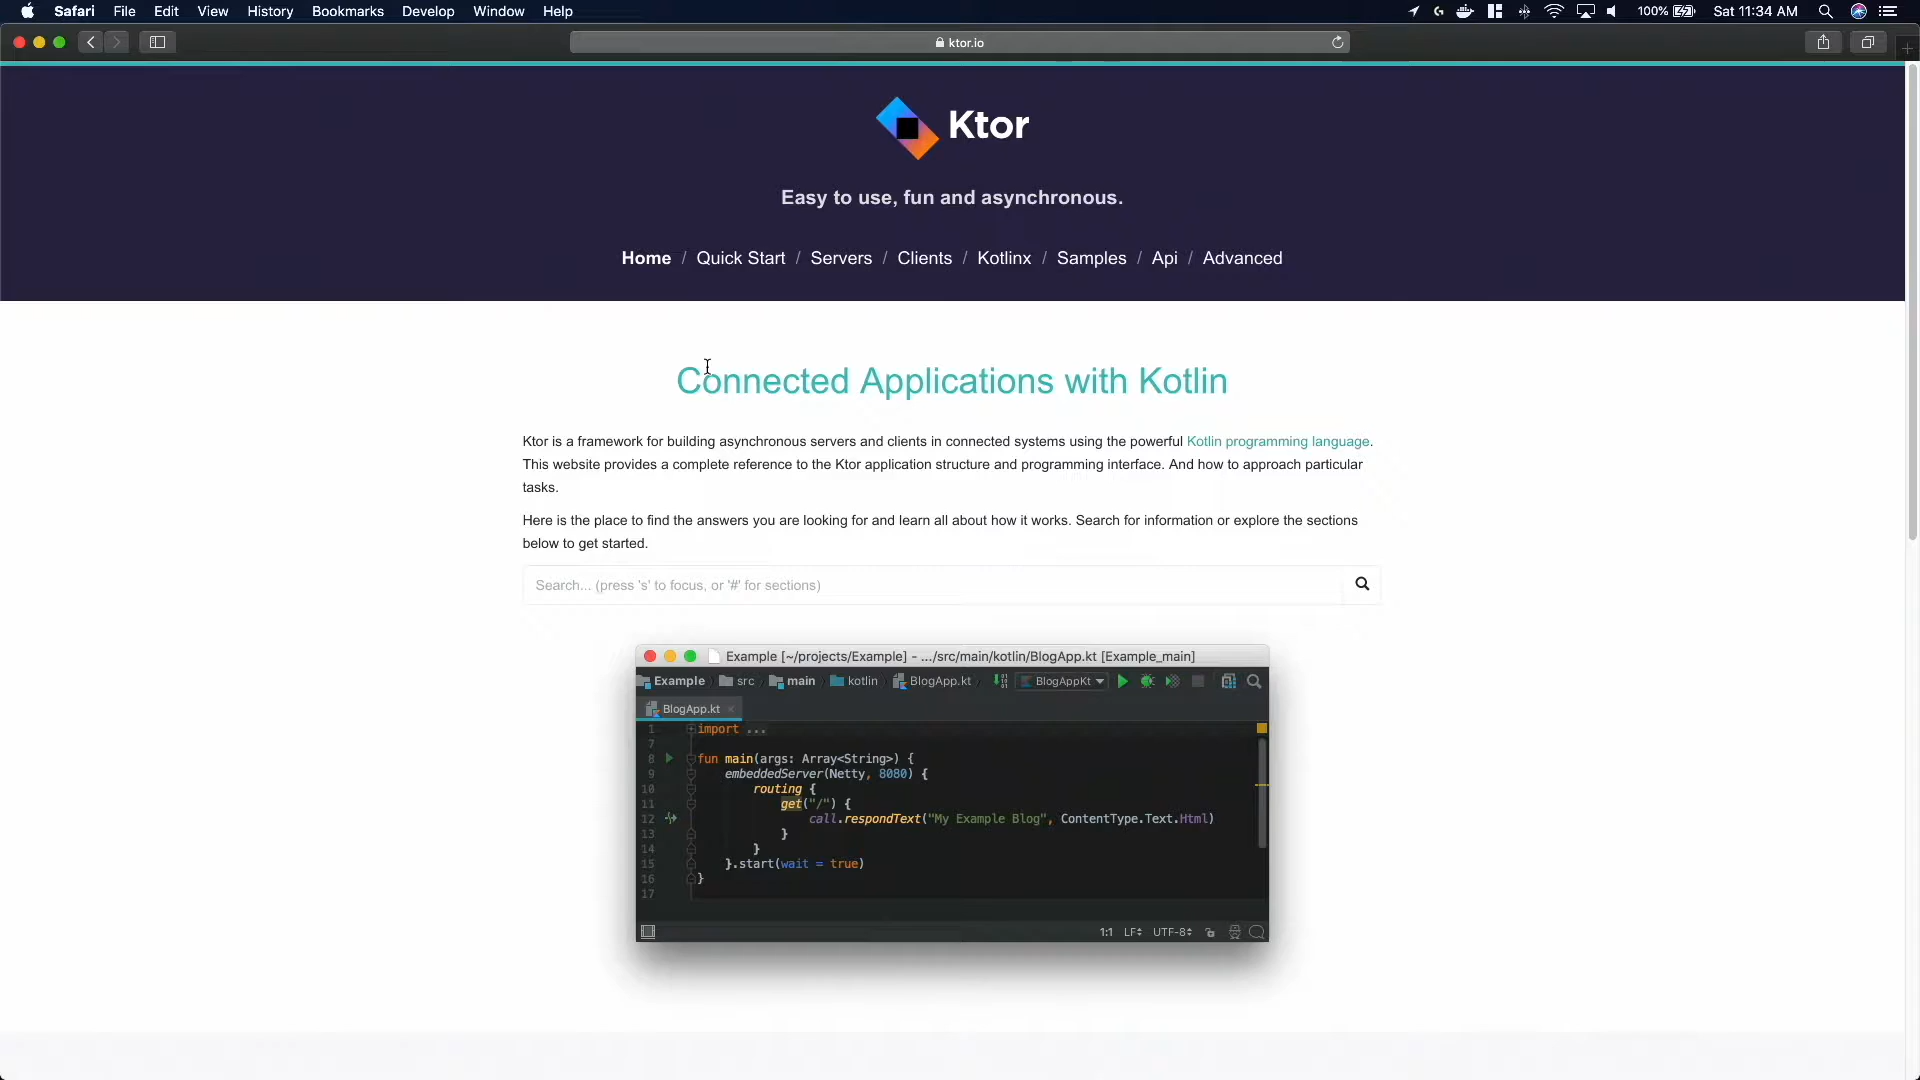 Safari File Edit View History Bookmarks Develop Window Help 100% Sat 11:34 AM
ktor.io
Ktor
Easy to use, fun and asynchronous.
Home / Quick Start / Servers / Clients / Kotlinx / Samples / Api / Advanced
Connected Applications with Kotlin
Ktor is a framework for building asynchronous servers and clients in connected systems using the powerful Kotlin programming language.
This website provides a complete reference to the Ktor application structure and programming interface. And how to approach particular
tasks.
Here is the place to find the answers you are looking for and learn all about how it works. Search for information or explore the sections
below to get started.
Search... (press 's' to focus, or '#' for sections)
Example [~/projects/Example] - .../src/main/kotlin/BlogApp.kt [Example_main]
Example src main kotlin BlogApp.kt BlogAppKt
BlogApp.kt
1 import ...
7
8 fun main(args: Array<String>) {
9 embeddedServer(Netty, 8080) {
10 routing {
11 get("/") {
12 call.respondText("My Example Blog", ContentType.Text.Html)
13 }
14 }
15 }.start(wait = true)
16 }
17
1:1 LF UTF-8